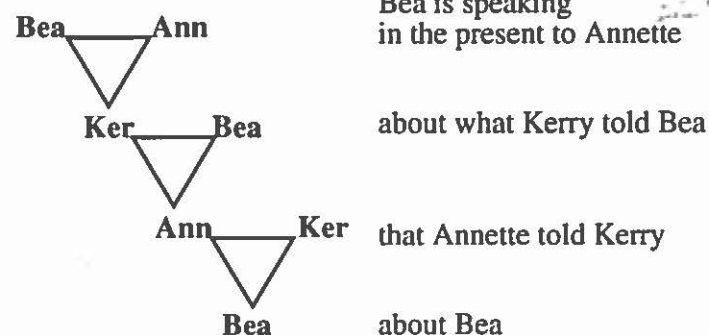 Bea is speaking
Bea Ann in the present to Annette
Ker Bea about what Kerry told Bea
Ann Ker that Annette told Kerry
Bea about Bea